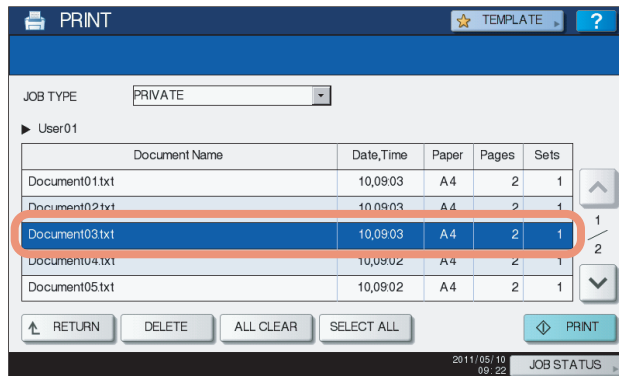 PRINT TEMPLATE ?
JOB TYPE PRIVATE
User01
Document Name Date,Time Paper Pages Sets
Document01.txt 10,09:03 A4 2 1
Document02.txt 10,09:03 A4 2 1
Document03.txt 10,09:03 A4 2 1
Document04.txt 10,09:02 A4 2 1
Document05.txt 10,09:02 A4 2 1
1
2
RETURN DELETE ALL CLEAR SELECT ALL PRINT
2011/05/10
09:22 JOB STATUS